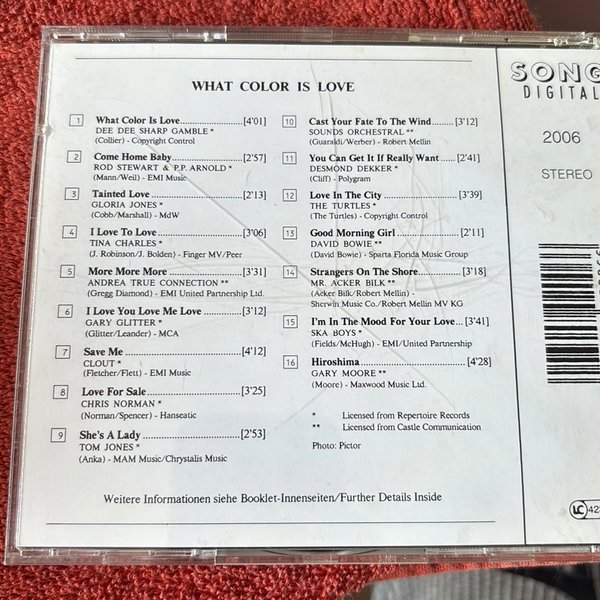 WHAT COLOR IS LOVE
1 What Color Is Love.....................[4'01]
DEE DEE SHARP GAMBLE *
(Collier) - Copyright Control
2 Come Home Baby.......................[2'57]
ROD STEWART & P.P. ARNOLD *
(Mann/Weil) - EMI Music
3 Tainted Love..............................[2'13]
GLORIA JONES *
(Cobb/Marshall) - MdW
4 I Love To Love...........................[3'06]
TINA CHARLES *
(J. Robinson/J. Bolden) - Finger MV/Peer
5 More More More........................[3'31]
ANDREA TRUE CONNECTION **
(Gregg Diamond) - EMI United Partnership Ltd.
6 I Love You Love Me Love............[3'12]
GARY GLITTER *
(Glitter/Leander) - MCA
7 Save Me....................................[4'12]
CLOUT *
(Fletcher/Flett) - EMI Music
8 Love For Sale............................[3'25]
CHRIS NORMAN *
(Norman/Spencer) - Hanseatic
9 She's A Lady.............................[2'53]
TOM JONES *
(Anka) - MAM Music/Chrystalis Music
10 Cast Your Fate To The Wind........[3'12]
SOUNDS ORCHESTRAL **
(Guaraldi/Werber) - Robert Mellin
11 You Can Get It If Really Want.....[2'41]
DESMOND DEKKER *
(Cliff) - Polygram
12 Love In The City.........................[3'39]
THE TURTLES *
(The Turtles) - Copyright Control
13 Good Morning Girl......................[2'11]
DAVID BOWIE **
(David Bowie) - Sparta Florida Music Group
14 Strangers On The Shore..............[3'18]
MR. ACKER BILK **
(Acker Bilk/Robert Mellin) -
Sherwin Music Co./Robert Mellin MV KG
15 I'm In The Mood For Your Love...[3'41]
SKA BOYS *
(Fields/McHugh) - EMI/United Partnership
16 Hiroshima.................................[4'28]
GARY MOORE **
(Moore) - Maxwood Music Ltd.
* Licensed from Repertoire Records
** Licensed from Castle Communication
Photo: Pictor
Weitere Informationen siehe Booklet-Innenseiten/Further Details Inside
SONG
DIGITAL
2006
STEREO
LC